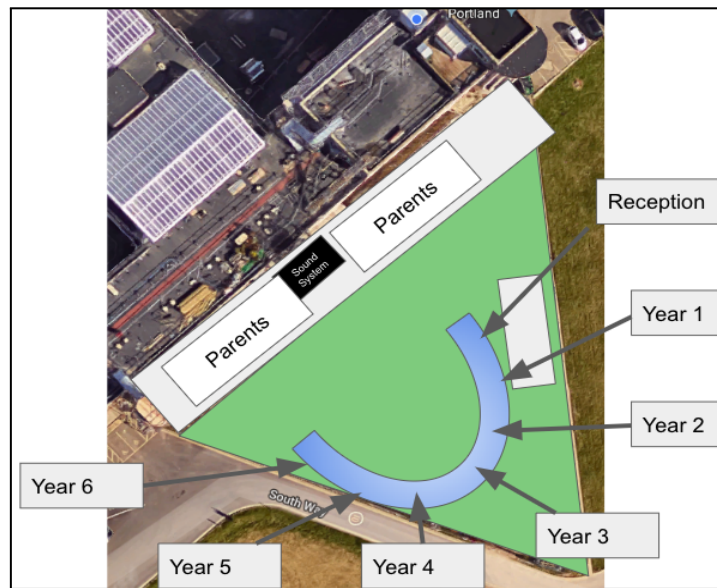 Portland
Parents
Reception
Sound
System
Parents
Year 1
Year 2
Year 6
South Way
Year 3
Year 5
Year 4